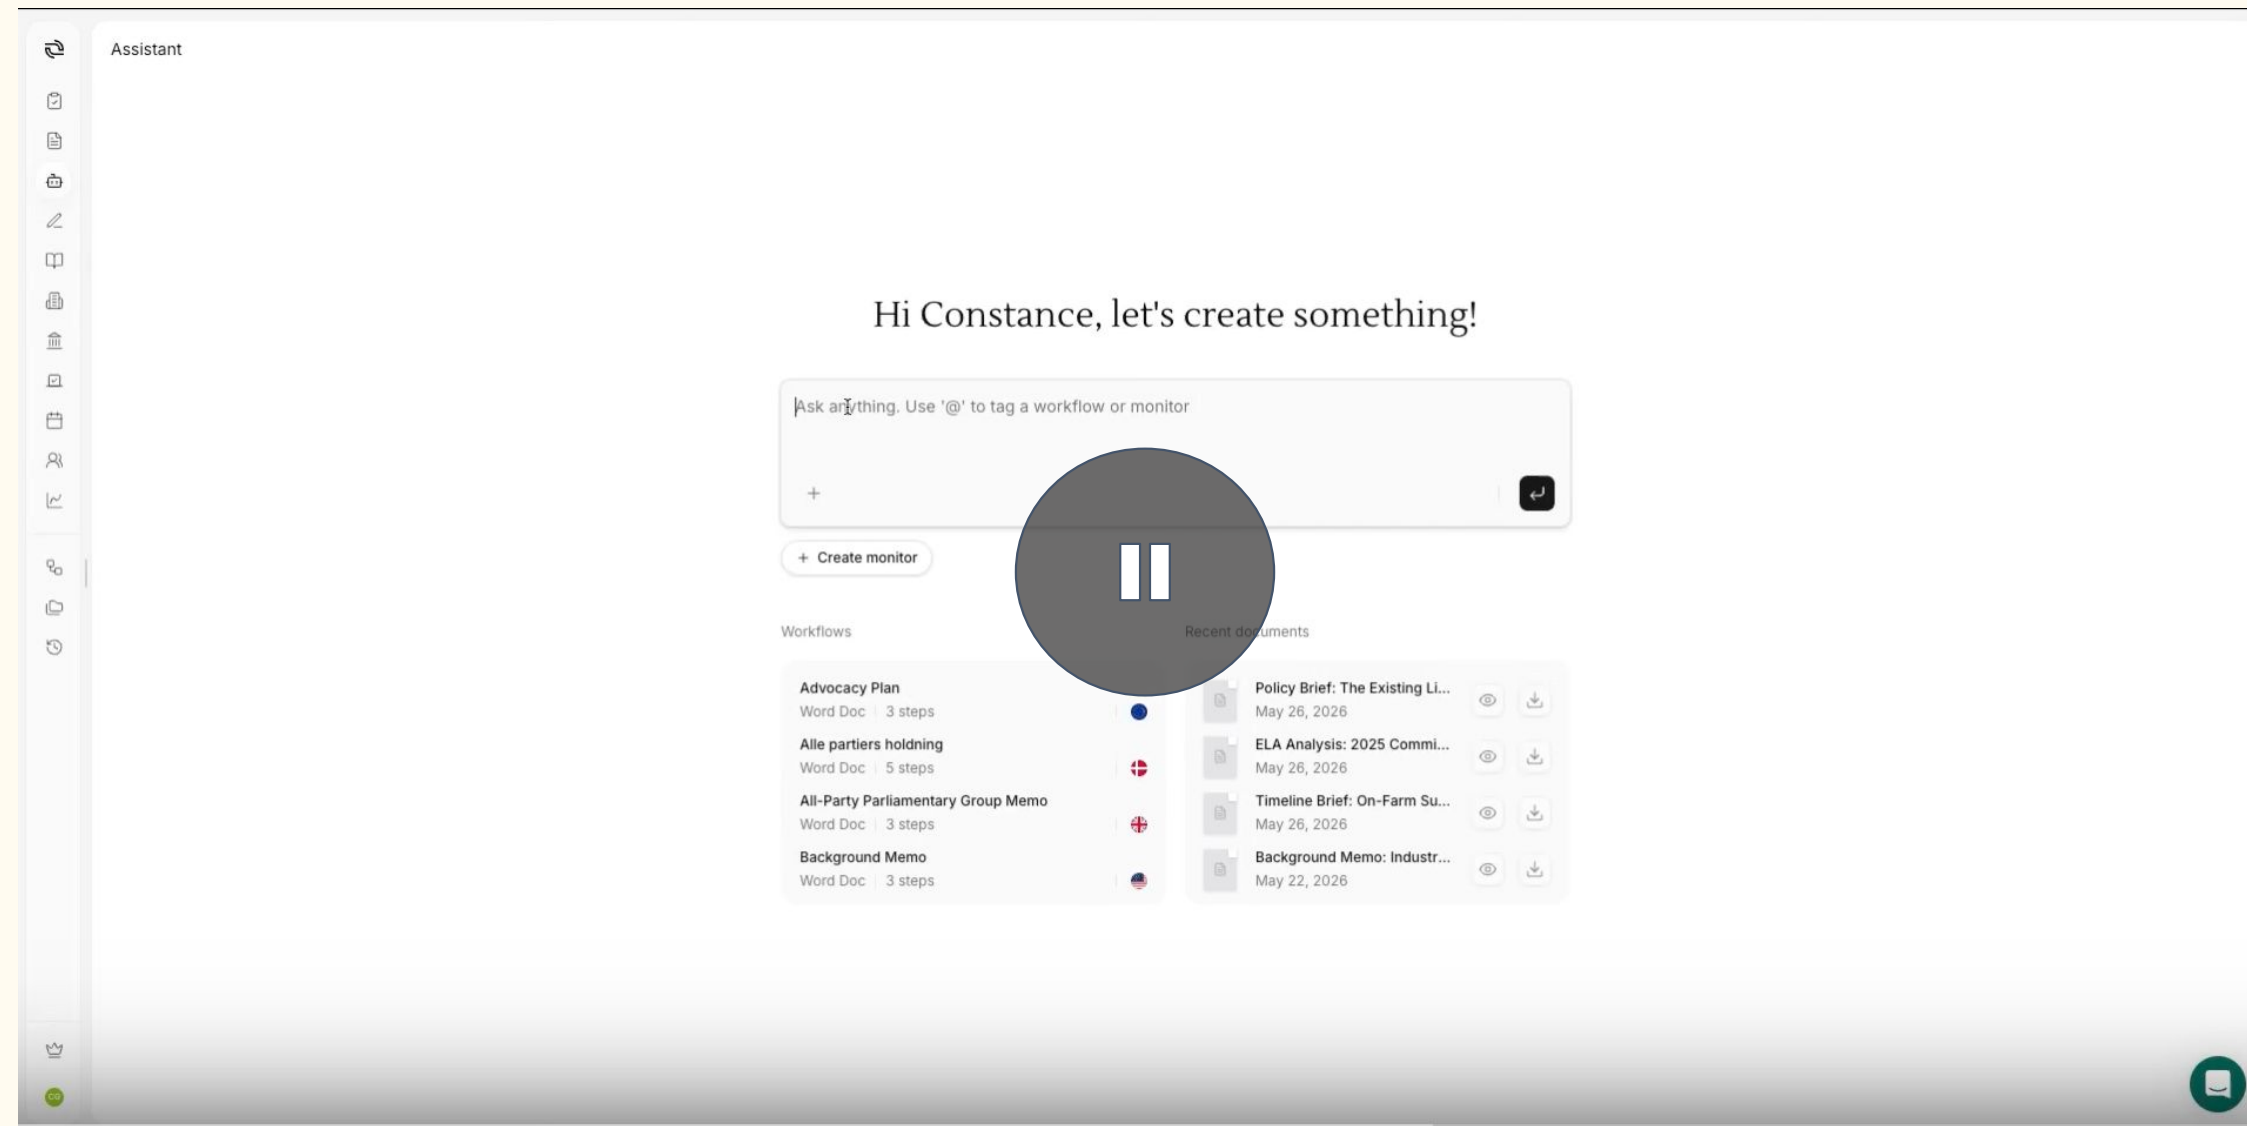 Assistant
Hi Constance, let's create something!
Ask anything. Use '@' to tag a workflow or monitor
+
+ Create monitor
Workflows
Advocacy Plan
Word Doc 3 steps
Alle partiers holdning
Word Doc 5 steps
All-Party Parliamentary Group Memo
Word Doc 3 steps
Background Memo
Word Doc 3 steps
Recent documents
Policy Brief: The Existing Li...
May 26, 2026
ELA Analysis: 2025 Commi...
May 26, 2026
Timeline Brief: On-Farm Su...
May 26, 2026
Background Memo: Industr...
May 22, 2026
CG